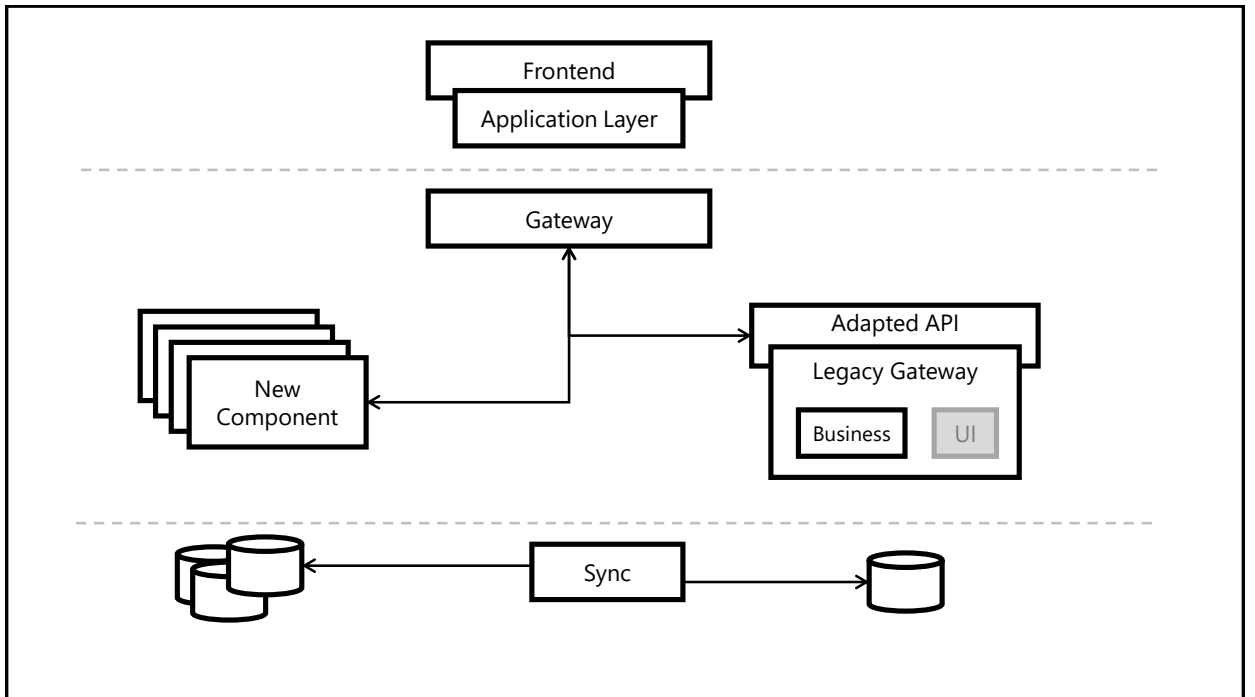 Frontend
Application Layer
Gateway
Adapted API
Legacy Gateway
New
Component
Business
UI
Sync